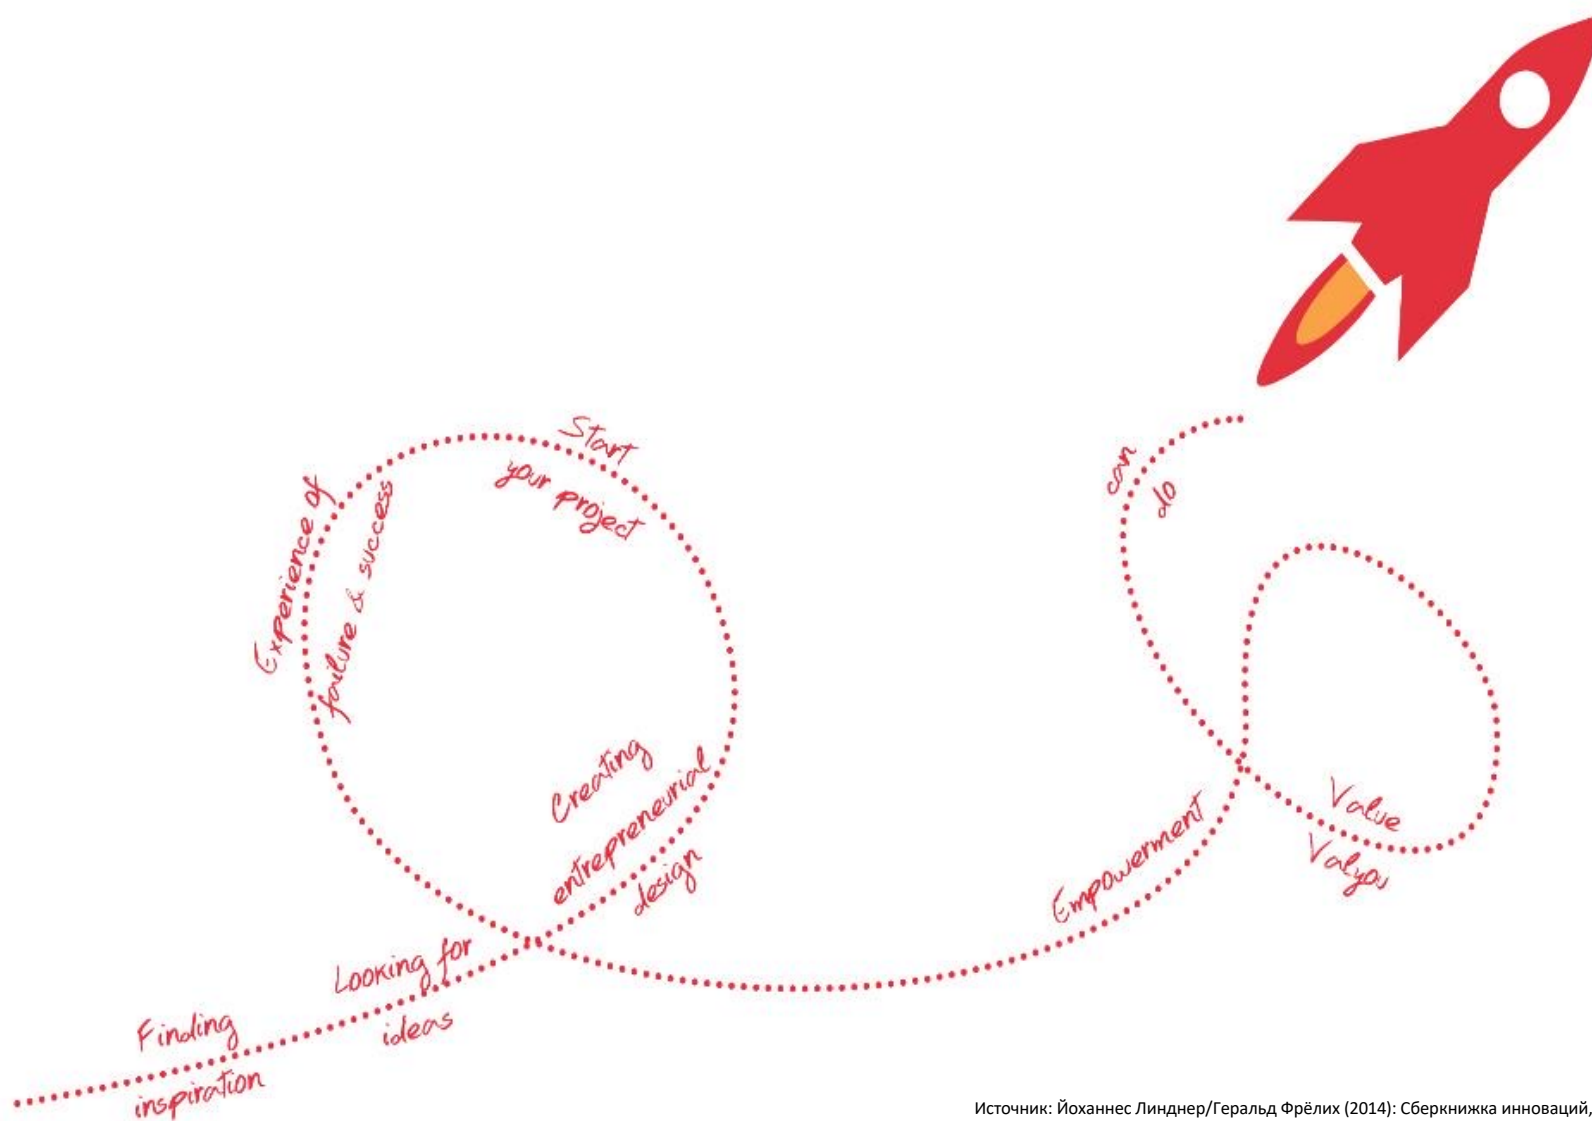 Finding
inspiration
Looking for
ideas
Creating
entrepreneurial
design
Start
your project
Experience of
failure & success
Empowerment
Value
Valyou
can
do
Источник: Йоханнес Линднер/Геральд Фрёлих (2014): Сберкнижка инноваций,